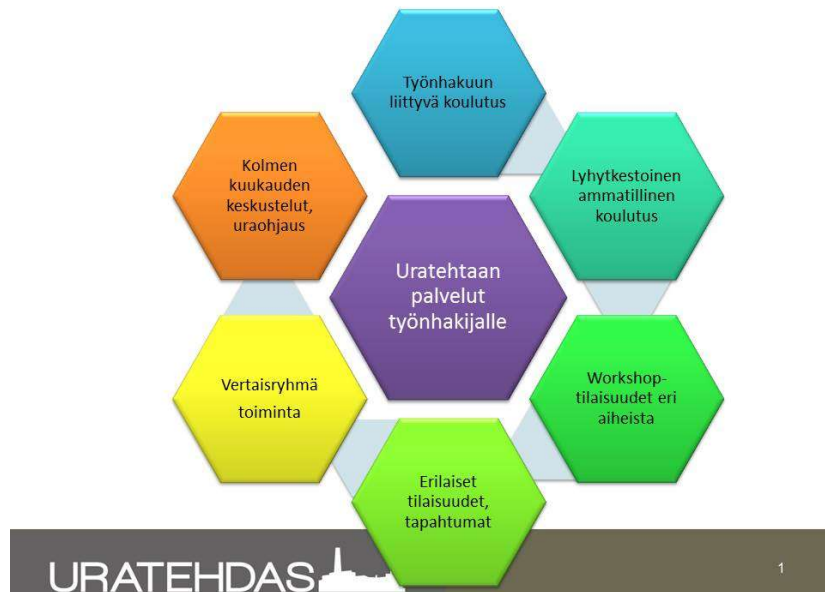 Työnhakuun
liittyvä koulutus
Kolmen
kuukauden
keskustelut,
uraohjaus
Lyhytkestoinen
ammatillinen
koulutus
Uratehtaan
palvelut
työnhakijalle
Vertaisryhmä
toiminta
Workshop-
tilaisuudet eri
aiheista
Erilaiset
tilaisuudet,
tapahtumat
URATEHDAS
1